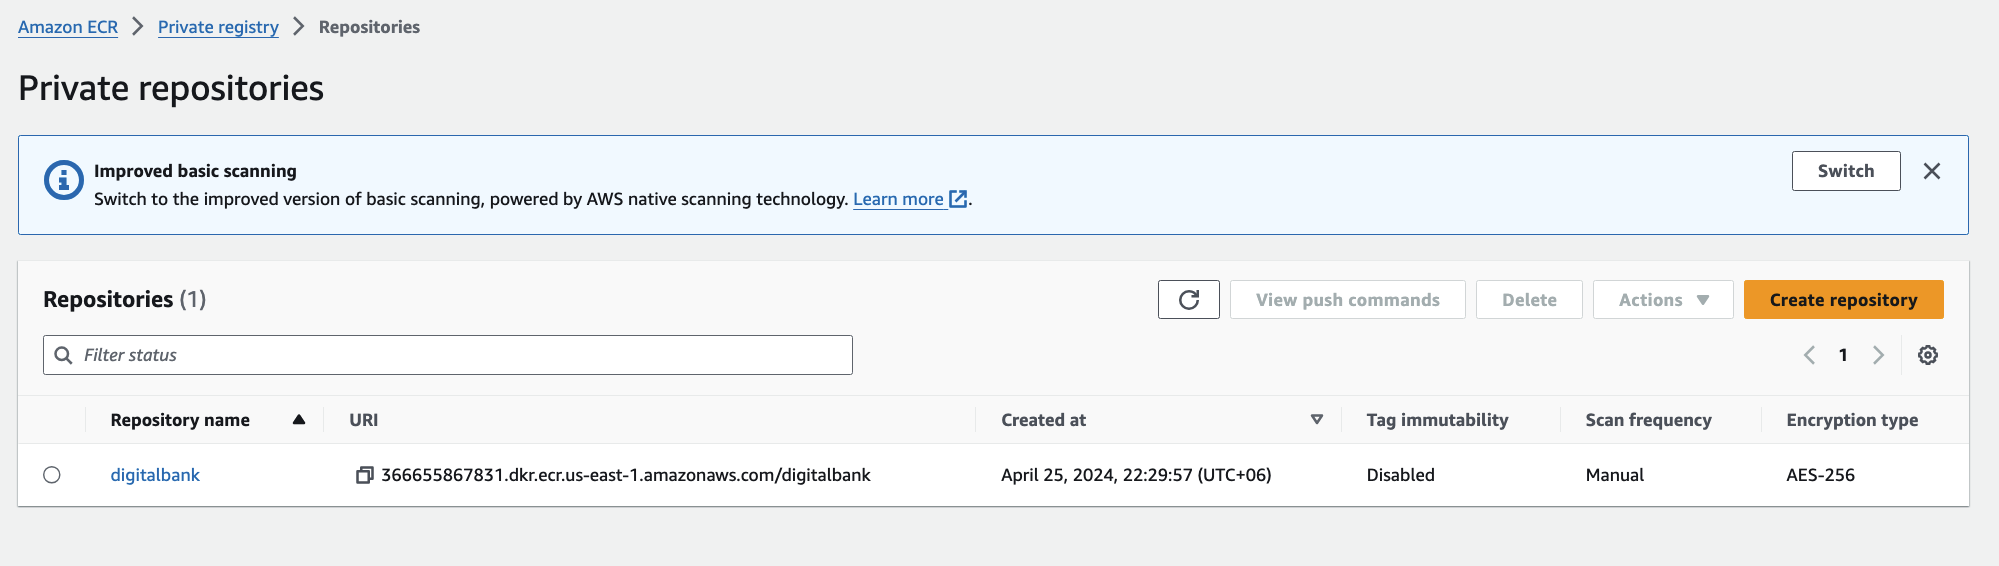 Amazon ECR > Private registry > Repositories
Private repositories
Improved basic scanning
Switch to the improved version of basic scanning, powered by AWS native scanning technology. Learn more.
Switch
Repositories (1)
View push commands
Delete
Actions
Create repository
Filter status
1
Repository name URI Created at Tag immutability Scan frequency Encryption type
digitalbank 366655867831.dkr.ecr.us-east-1.amazonaws.com/digitalbank April 25, 2024, 22:29:57 (UTC+06) Disabled Manual AES-256